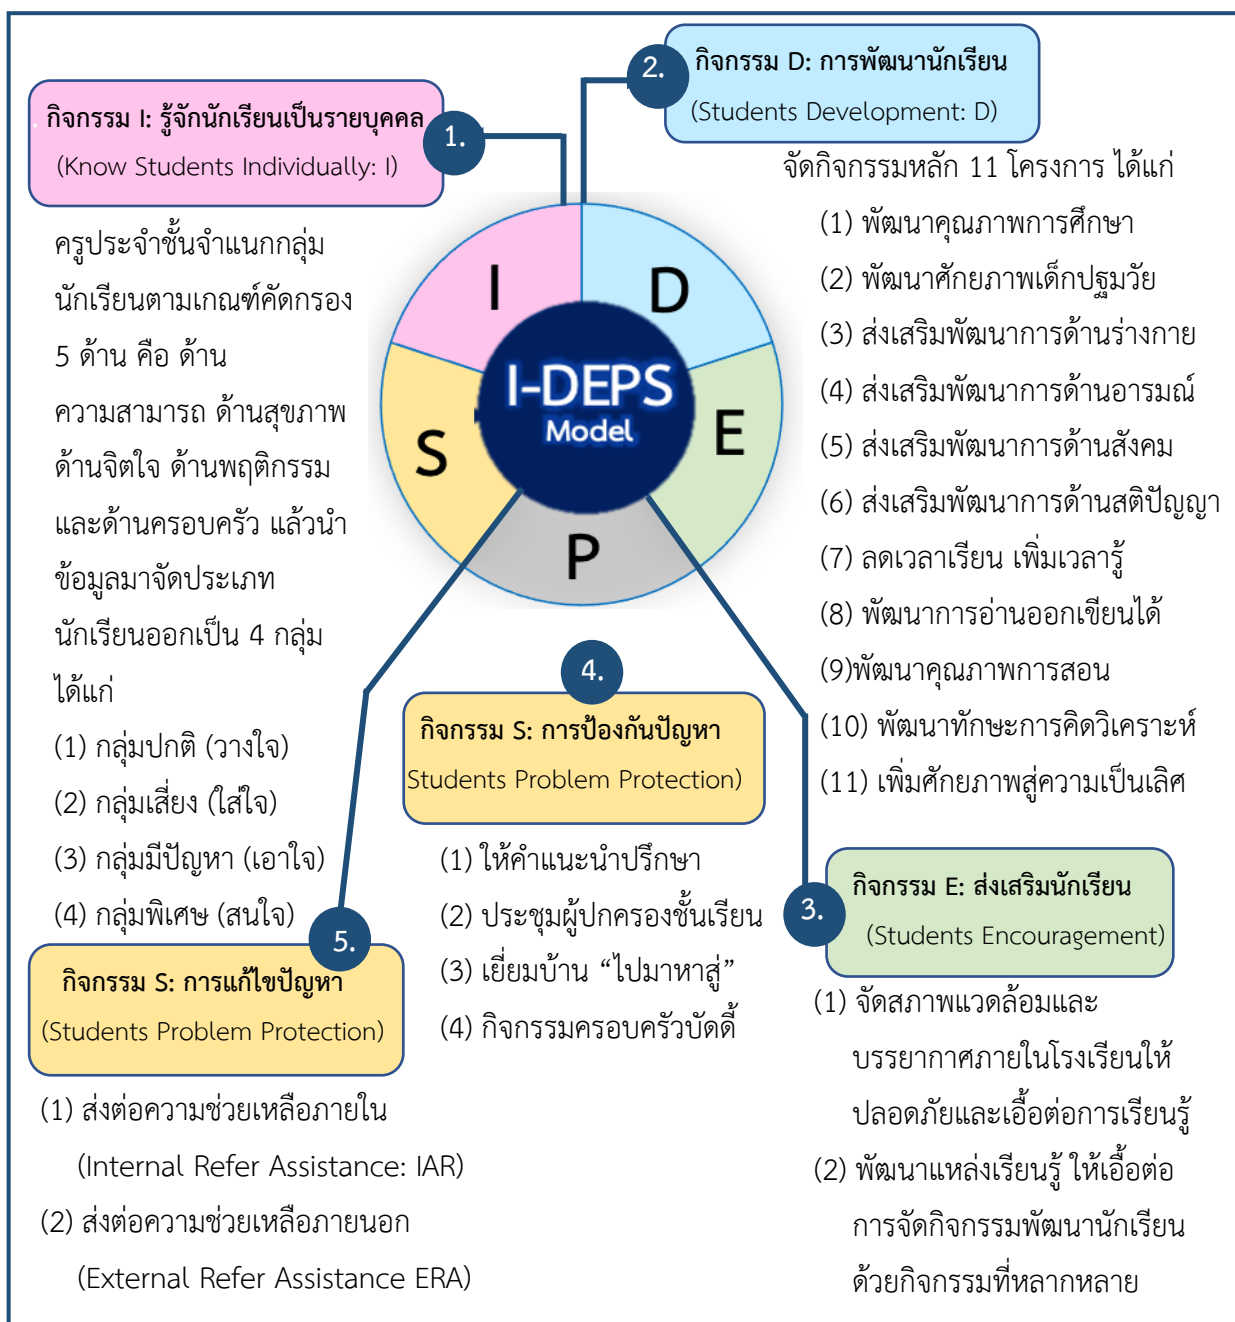 1.
. กิจกรรม I: รู้จักนักเรียนเป็นรายบุคคล
(Know Students Individually: I)
ครูประจำชั้นจำแนกกลุ่ม
นักเรียนตามเกณฑ์คัดกรอง
5 ด้าน คือ ด้าน
ความสามารถ ด้านสุขภาพ
ด้านจิตใจ ด้านพฤติกรรม
และด้านครอบครัว แล้วนำ
ข้อมูลมาจัดประเภท
นักเรียนออกเป็น 4 กลุ่ม
ได้แก่
(1) กลุ่มปกติ (วางใจ)
(2) กลุ่มเสี่ยง (ใส่ใจ)
(3) กลุ่มมีปัญหา (เอาใจ)
(4) กลุ่มพิเศษ (สนใจ)
2.
กิจกรรม D: การพัฒนานักเรียน
(Students Development: D)
จัดกิจกรรมหลัก 11 โครงการ ได้แก่
(1) พัฒนาคุณภาพการศึกษา
(2) พัฒนาศักยภาพเด็กปฐมวัย
(3) ส่งเสริมพัฒนาการด้านร่างกาย
(4) ส่งเสริมพัฒนาการด้านอารมณ์
(5) ส่งเสริมพัฒนาการด้านสังคม
(6) ส่งเสริมพัฒนาการด้านสติปัญญา
(7) ลดเวลาเรียน เพิ่มเวลารู้
(8) พัฒนาการอ่านออกเขียนได้
(9)พัฒนาคุณภาพการสอน
(10) พัฒนาทักษะการคิดวิเคราะห์
(11) เพิ่มศักยภาพสู่ความเป็นเลิศ
I
D
E
P
S
I-DEPS
Model
3.
กิจกรรม E: ส่งเสริมนักเรียน
(Students Encouragement)
(1) จัดสภาพแวดล้อมและ
บรรยากาศภายในโรงเรียนให้
ปลอดภัยและเอื้อต่อการเรียนรู้
(2) พัฒนาแหล่งเรียนรู้ ให้เอื้อต่อ
การจัดกิจกรรมพัฒนานักเรียน
ด้วยกิจกรรมที่หลากหลาย
4.
กิจกรรม S: การป้องกันปัญหา
Students Problem Protection)
(1) ให้คำแนะนำปรึกษา
(2) ประชุมผู้ปกครองชั้นเรียน
(3) เยี่ยมบ้าน “ไปมาหาสู่”
(4) กิจกรรมครอบครัวบัดดี้
5.
กิจกรรม S: การแก้ไขปัญหา
(Students Problem Protection)
(1) ส่งต่อความช่วยเหลือภายใน
(Internal Refer Assistance: IAR)
(2) ส่งต่อความช่วยเหลือภายนอก
(External Refer Assistance ERA)